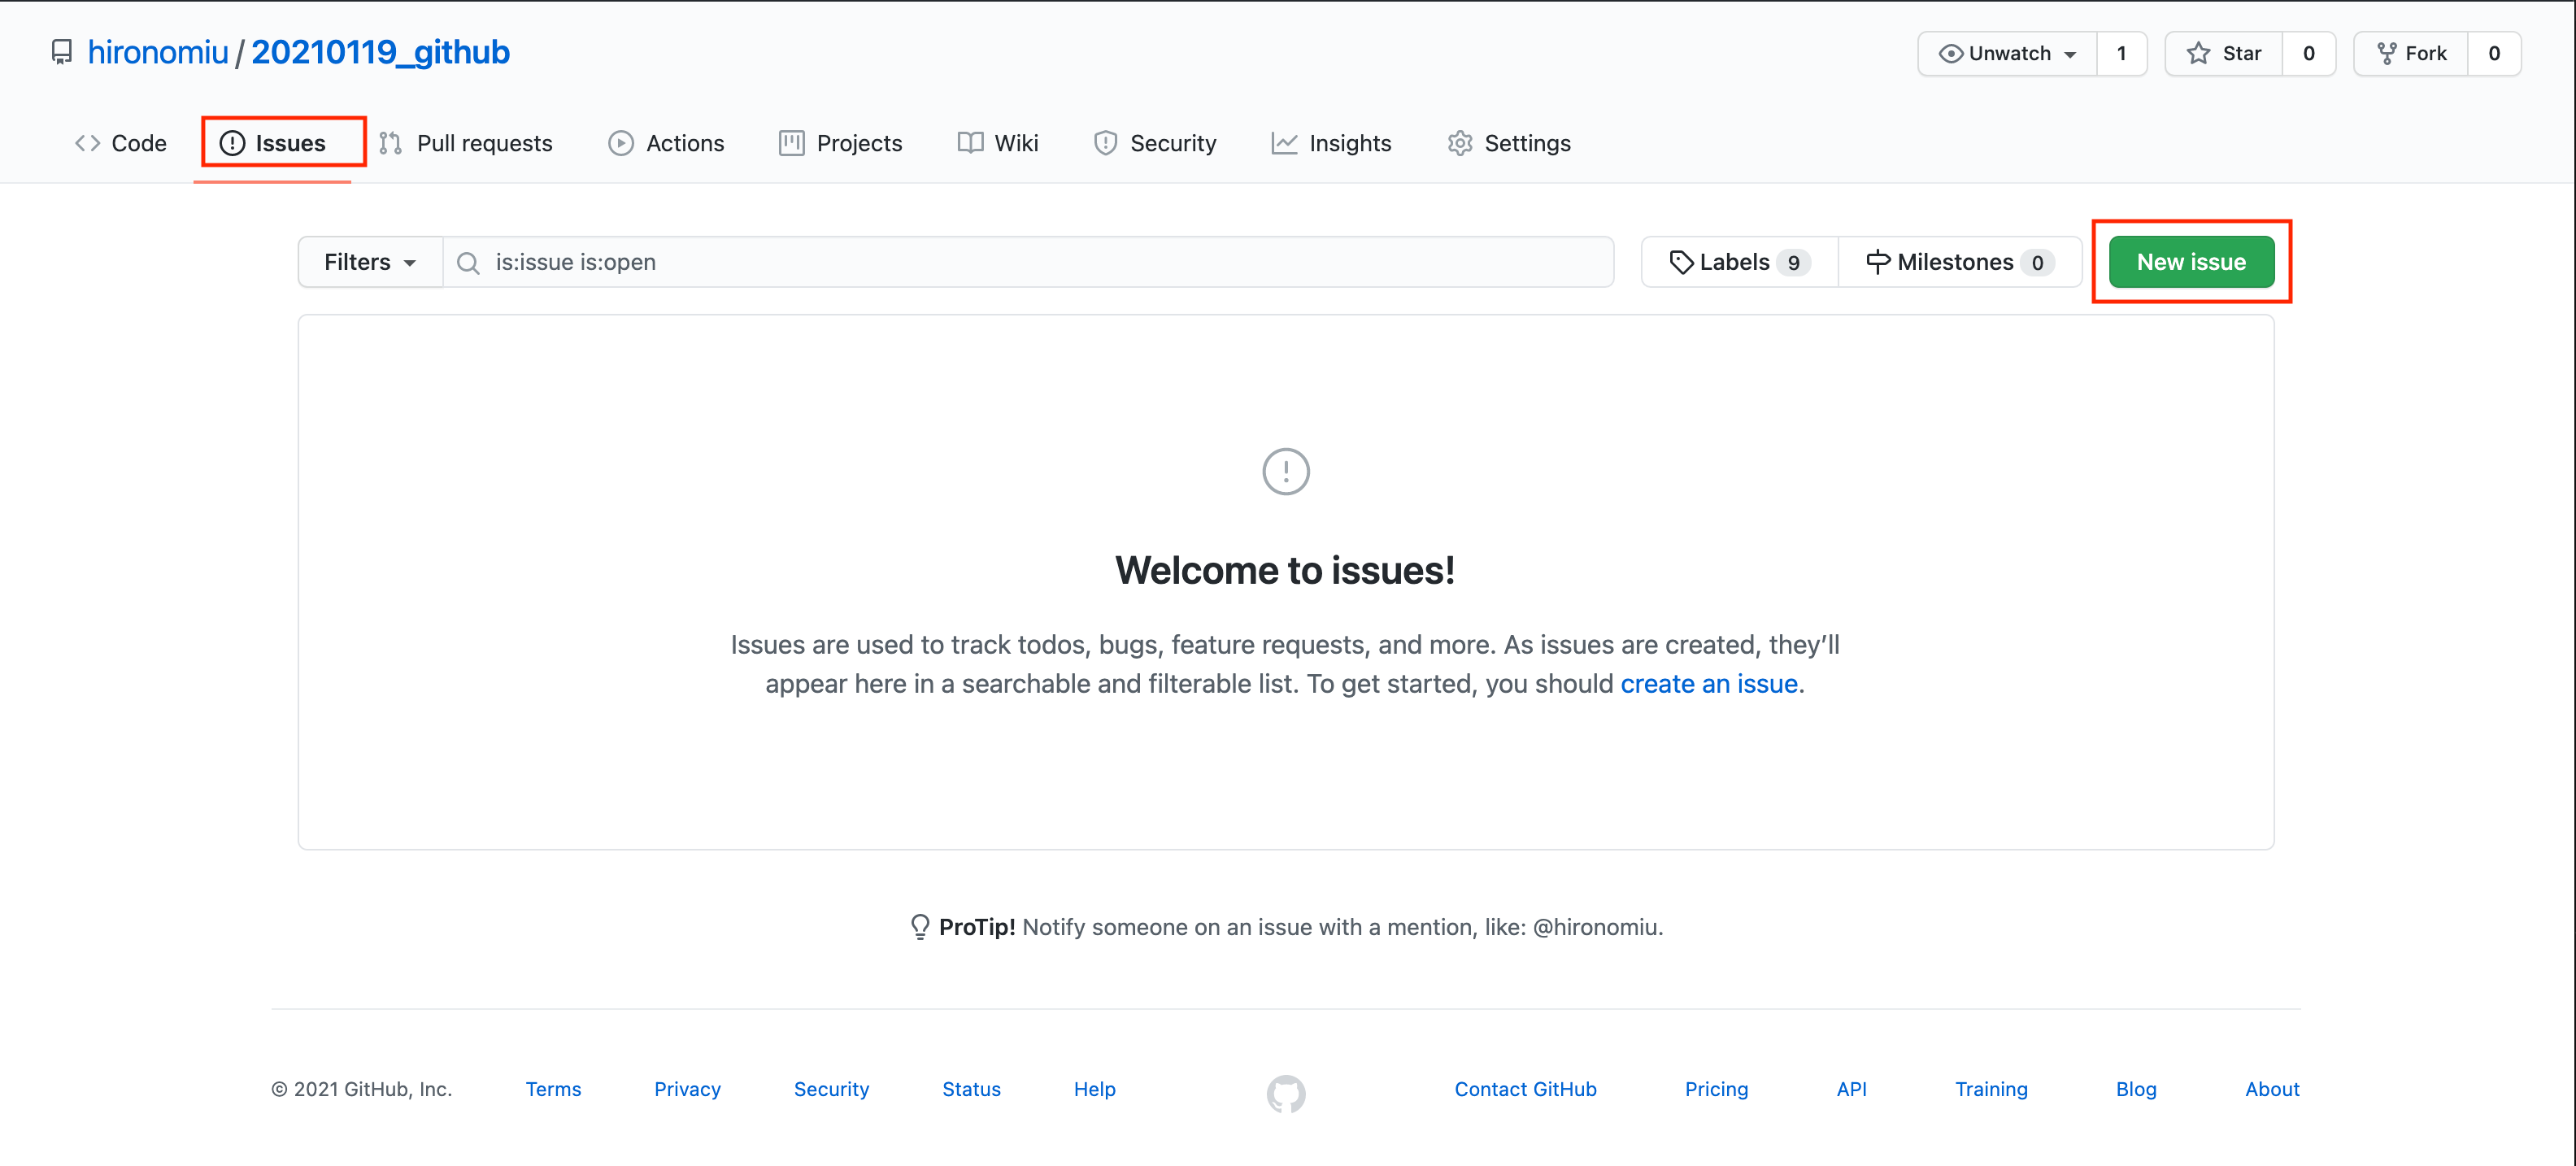 hironomiu / 20210119_github
Unwatch 1 Star 0 Fork 0
Code Issues Pull requests Actions Projects Wiki Security Insights Settings
Filters is:issue is:open Labels 9 Milestones 0 New issue
Welcome to issues!
Issues are used to track todos, bugs, feature requests, and more. As issues are created, they’ll
appear here in a searchable and filterable list. To get started, you should create an issue.
ProTip! Notify someone on an issue with a mention, like: @hironomiu.
© 2021 GitHub, Inc. Terms Privacy Security Status Help Contact GitHub Pricing API Training Blog About